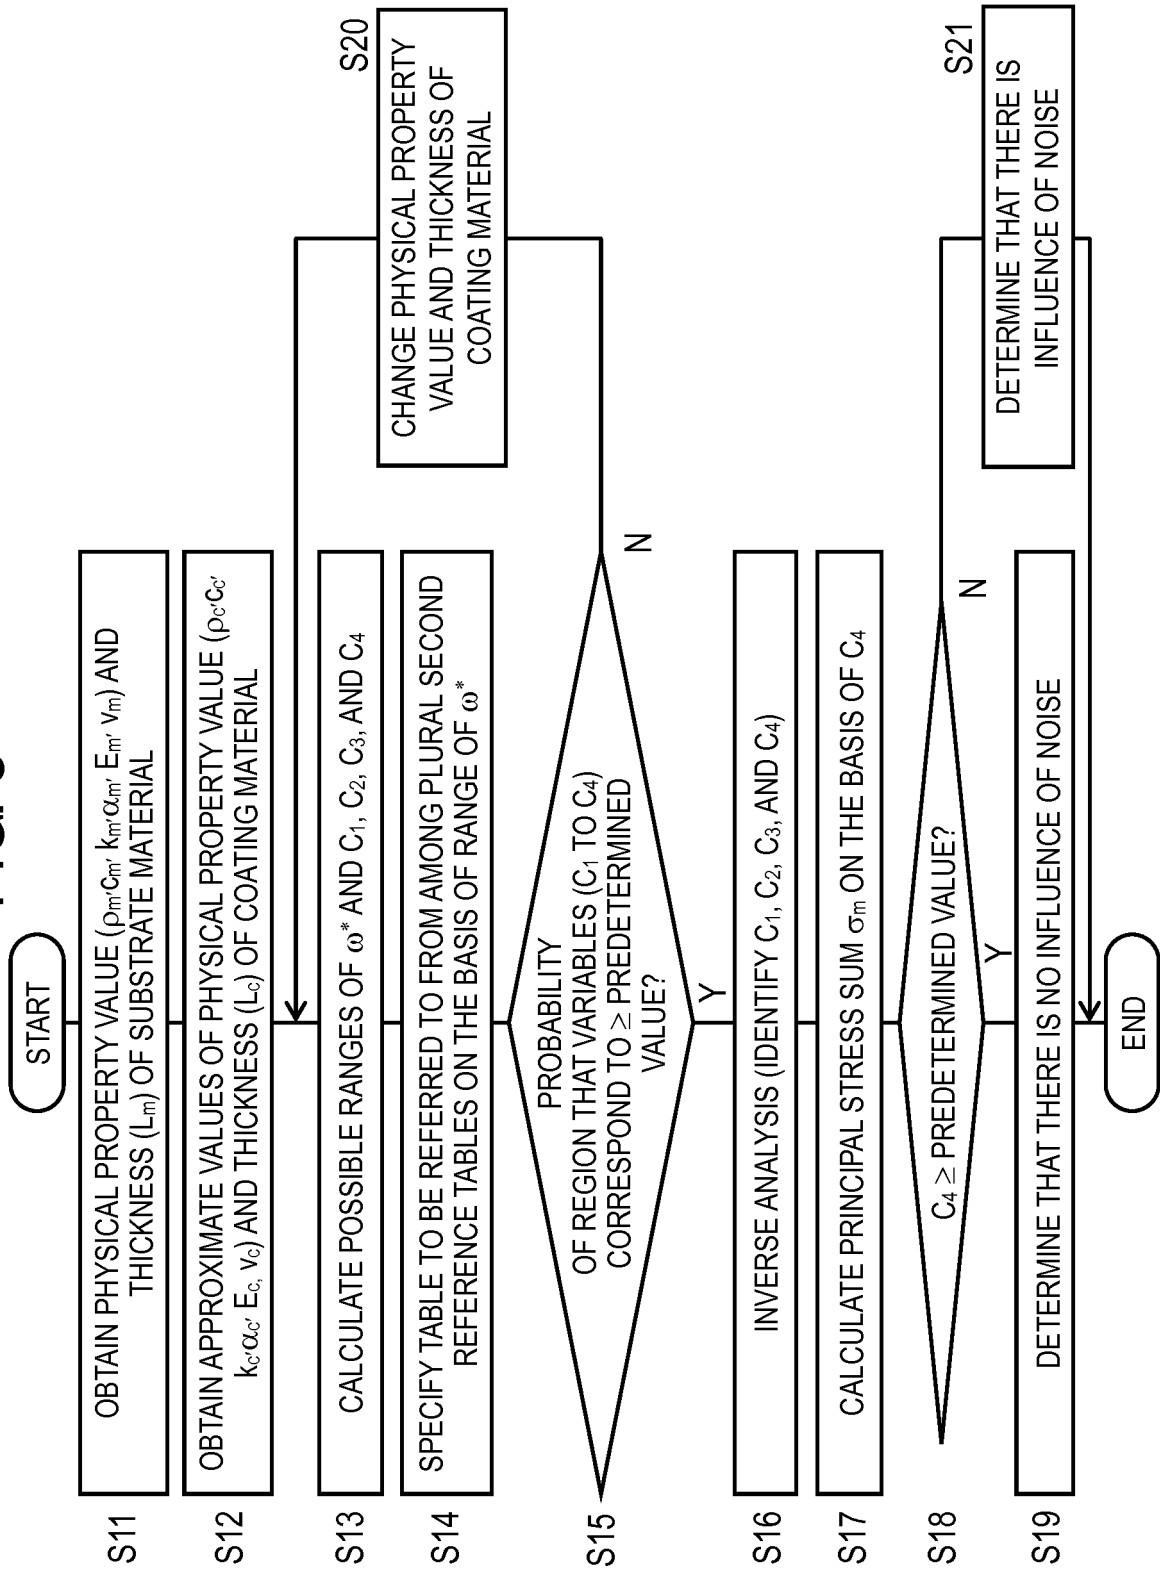 START
S11
OBTAIN PHYSICAL PROPERTY VALUE (ρm, cm, km, αm, Em, νm) AND
THICKNESS (Lm) OF SUBSTRATE MATERIAL
S12
OBTAIN APPROXIMATE VALUES OF PHYSICAL PROPERTY VALUE (ρc, cc,
kc, αc, Ec, νc) AND THICKNESS (Lc) OF COATING MATERIAL
S13
CALCULATE POSSIBLE RANGES OF ω* AND C1, C2, C3, AND C4
S14
SPECIFY TABLE TO BE REFERRED TO FROM AMONG PLURAL SECOND
REFERENCE TABLES ON THE BASIS OF RANGE OF ω*
S15
PROBABILITY
OF REGION THAT VARIABLES (C1 TO C4)
CORRESPOND TO ≥ PREDETERMINED
VALUE?
Y
N
S20
CHANGE PHYSICAL PROPERTY
VALUE AND THICKNESS OF
COATING MATERIAL
S16
INVERSE ANALYSIS (IDENTIFY C1, C2, C3, AND C4)
S17
CALCULATE PRINCIPAL STRESS SUM σm ON THE BASIS OF C4
S18
C4 ≥ PREDETERMINED VALUE?
Y
N
S21
DETERMINE THAT THERE IS
INFLUENCE OF NOISE
S19
DETERMINE THAT THERE IS NO INFLUENCE OF NOISE
END